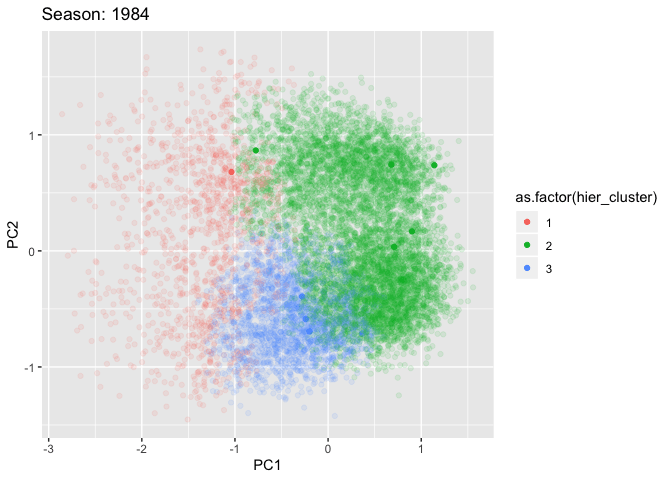 Season: 1984
PC2
1
0
-1
-3
-2
-1
0
1
PC1
as.factor(hier_cluster)
1
2
3